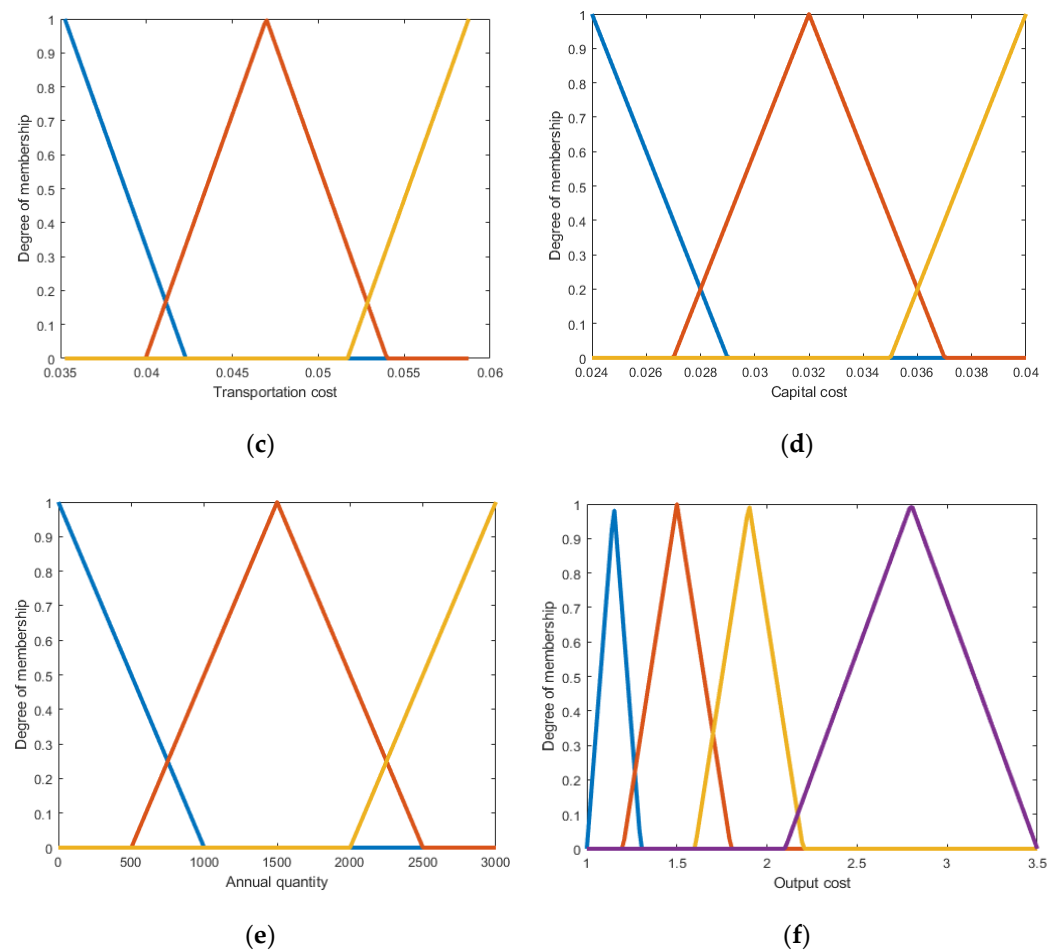 1
0.9
0.8
0.7
0.6
0.5
0.4
0.3
0.2
0.1
0
Degree of membership
0.035 0.04 0.045 0.05 0.055 0.06
Transportation cost
(c)
1
0.9
0.8
0.7
0.6
0.5
0.4
0.3
0.2
0.1
0
Degree of membership
0.024 0.026 0.028 0.03 0.032 0.034 0.036 0.038 0.04
Capital cost
(d)
1
0.9
0.8
0.7
0.6
0.5
0.4
0.3
0.2
0.1
0
Degree of membership
0 500 1000 1500 2000 2500 3000
Annual quantity
(e)
1
0.9
0.8
0.7
0.6
0.5
0.4
0.3
0.2
0.1
0
Degree of membership
1 1.5 2 2.5 3 3.5
Output cost
(f)